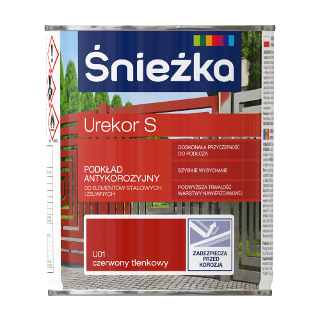 Śnieżka
Urekor S
PODKŁAD
ANTYKOROZYJNY
DO ELEMENTÓW STALOWYCH
I ŻELIWNYCH
DOSKONAŁA PRZYCZEPNOŚĆ
DO PODŁOŻA
SZYBKIE WYSYCHANIE
PODWYŻSZA TRWAŁOŚĆ
WARSTWY NAWIERZCHNIOWEJ
U01
czerwony tlenkowy
ZABEZPIECZA
PRZED
KOROZJĄ